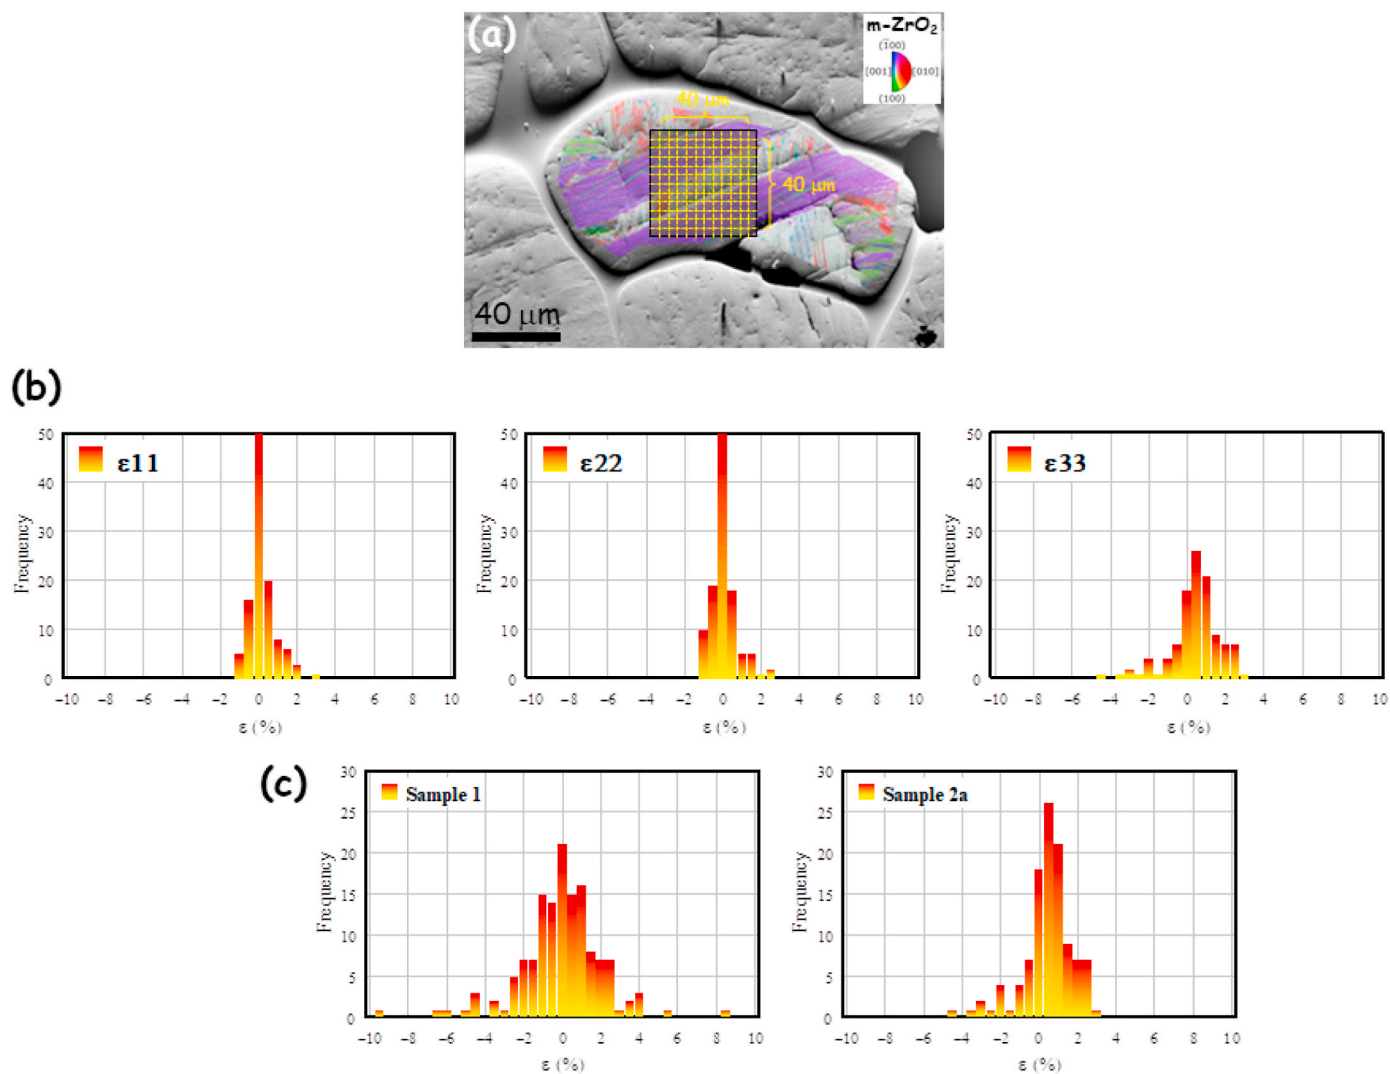 (a)
m-ZrO₂
(1̅00)
[001]
[010]
(100)
40 μm
40 μm
40 μm
(b)
ε11
50
40
30
20
10
0
Frequency
−10 −8 −6 −4 −2 0 2 4 6 8 10
ε (%)
ε22
50
40
30
20
10
0
Frequency
−10 −8 −6 −4 −2 0 2 4 6 8 10
ε (%)
ε33
50
40
30
20
10
0
Frequency
−10 −8 −6 −4 −2 0 2 4 6 8 10
ε (%)
(c)
Sample 1
30
25
20
15
10
5
0
Frequency
−10 −8 −6 −4 −2 0 2 4 6 8 10
ε (%)
Sample 2a
30
25
20
15
10
5
0
Frequency
−10 −8 −6 −4 −2 0 2 4 6 8 10
ε (%)